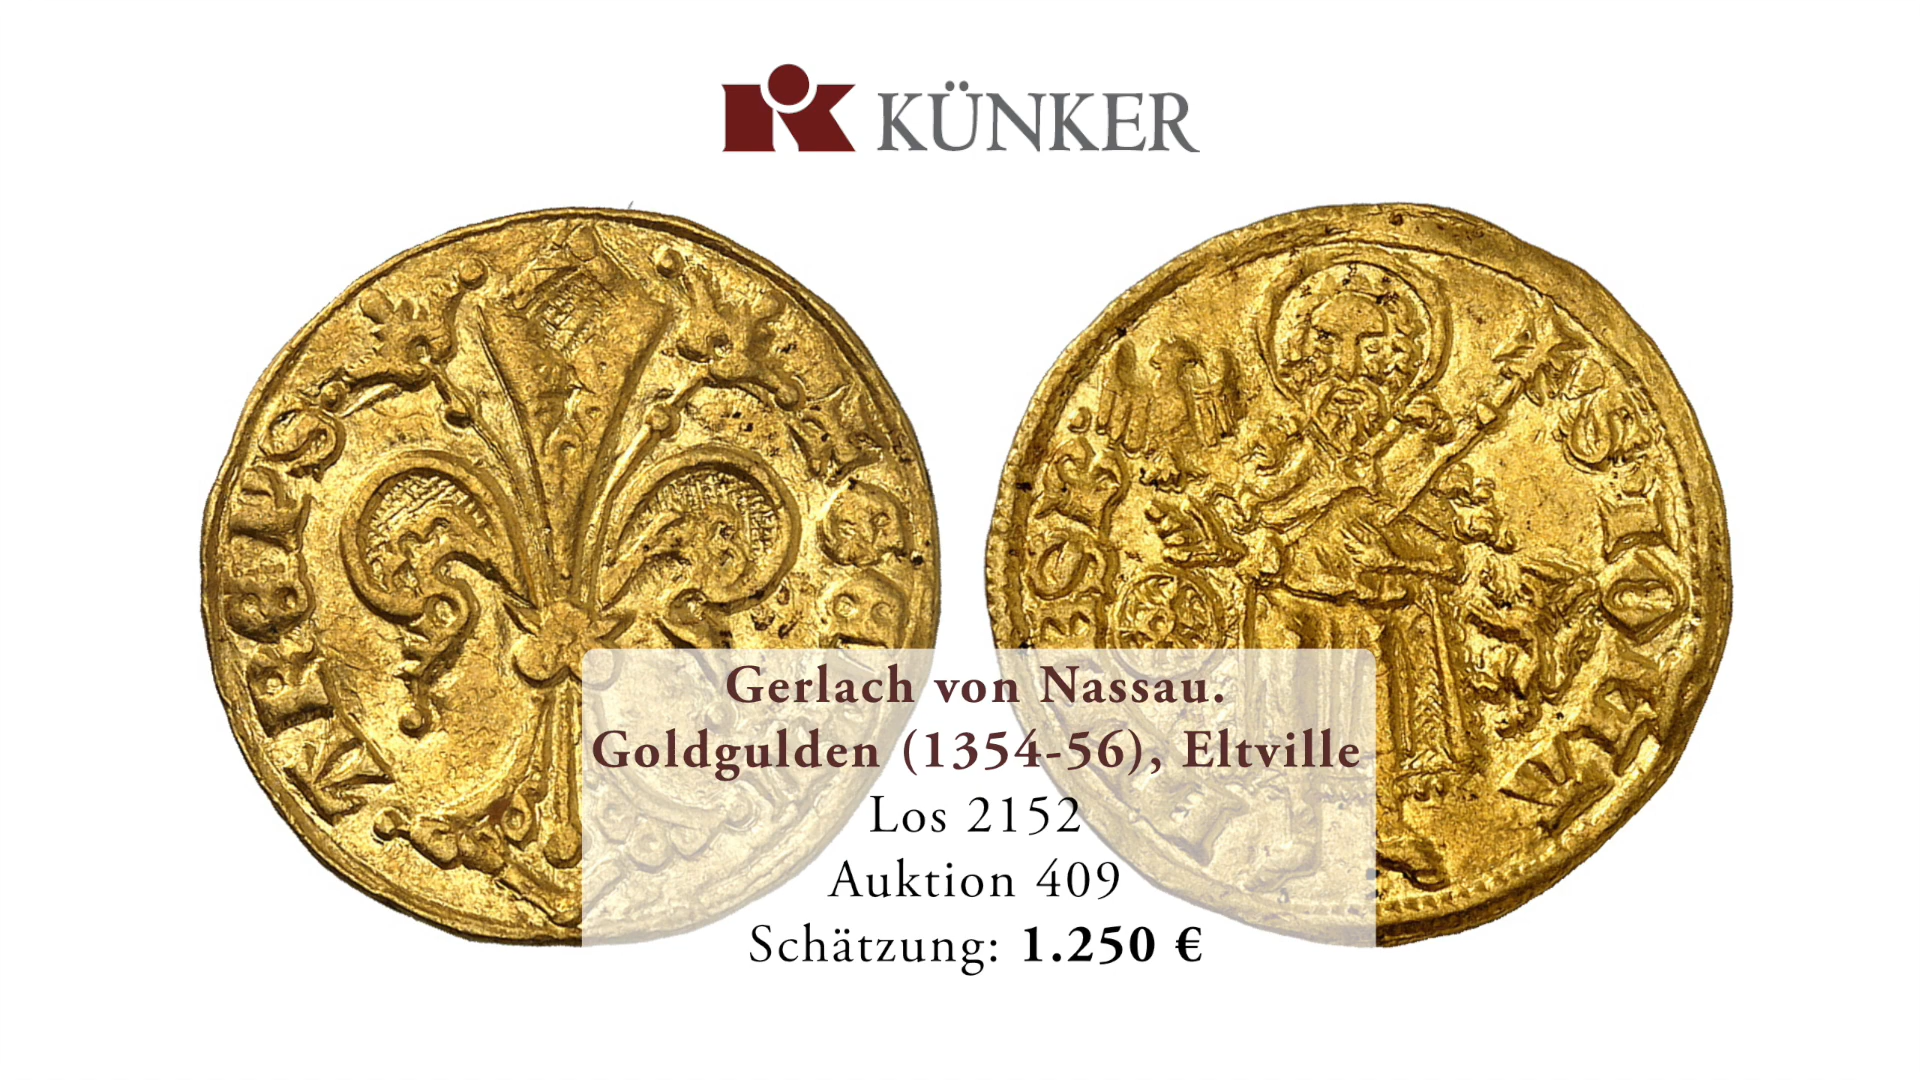 KÜNKER
Gerlach von Nassau.
Goldgulden (1354-56), Eltville
Los 2152
Auktion 409
Schätzung: 1.250 €